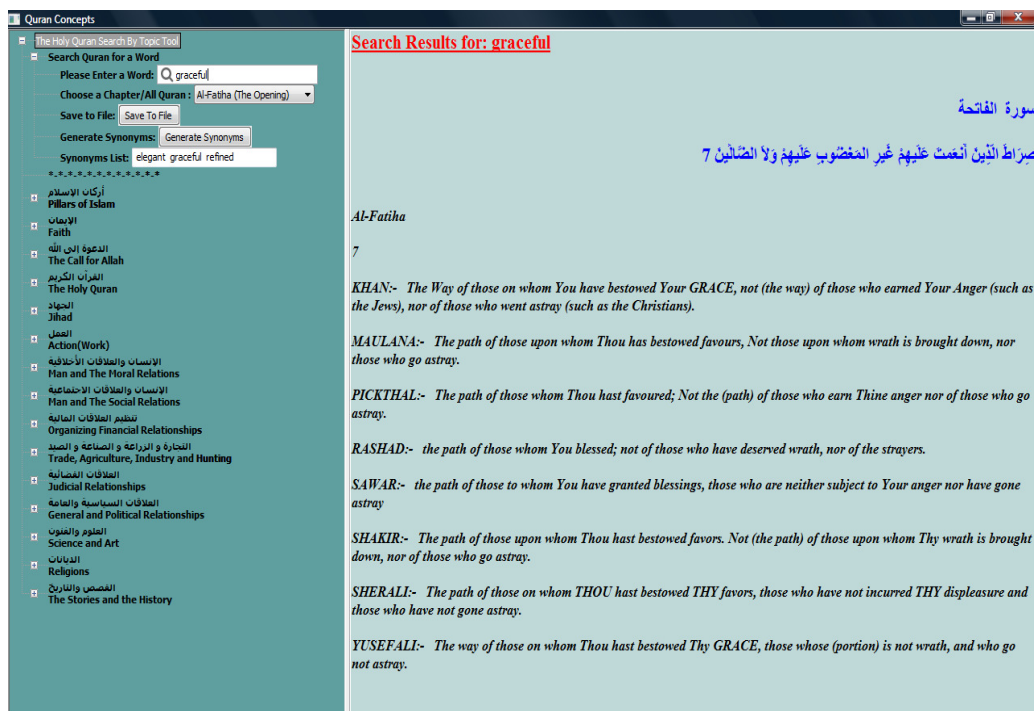 Quran Concepts
The Holy Quran Search By Topic Tool
Search Quran for a Word
Please Enter a Word: graceful
Choose a Chapter/All Quran : Al-Fatiha (The Opening)
Save to File: Save To File
Generate Synonyms: Generate Synonyms
Synonyms List: elegant graceful refined
*-*-*-*-*-*-*-*-*-*-*-*-*
أركان الإسلام
Pillars of Islam
الإيمان
Faith
الدعوة إلى الله
The Call for Allah
القرآن الكريم
The Holy Quran
الجهاد
Jihad
العمل
Action(Work)
الإنسان والعلاقات الأخلاقية
Man and The Moral Relations
الإنسان والعلاقات الاجتماعية
Man and The Social Relations
تنظيم العلاقات المالية
Organizing Financial Relationships
التجارة و الزراعة و الصناعة و الصيد
Trade, Agriculture, Industry and Hunting
العلاقات القضائية
Judicial Relationships
العلاقات السياسية والعامة
General and Political Relationships
العلوم والفنون
Science and Art
الديانات
Religions
القصص والتاريخ
The Stories and the History
Search Results for: graceful
سورة الفاتحة
صِرَاطَ الَّذِينَ أَنعَمتَ عَلَيهِمْ غَيرِ المَغضُوبِ عَلَيهِمْ وَلاَ الضَّالِّينَ 7
Al-Fatiha
7
KHAN:- The Way of those on whom You have bestowed Your GRACE, not (the way) of those who earned Your Anger (such as
the Jews), nor of those who went astray (such as the Christians).
MAULANA:- The path of those upon whom Thou has bestowed favours, Not those upon whom wrath is brought down, nor
those who go astray.
PICKTHAL:- The path of those whom Thou hast favoured; Not the (path) of those who earn Thine anger nor of those who go
astray.
RASHAD:- the path of those whom You blessed; not of those who have deserved wrath, nor of the strayers.
SAWAR:- the path of those to whom You have granted blessings, those who are neither subject to Your anger nor have gone
astray
SHAKIR:- The path of those upon whom Thou hast bestowed favors. Not (the path) of those upon whom Thy wrath is brought
down, nor of those who go astray.
SHERALI:- The path of those on whom THOU hast bestowed THY favors, those who have not incurred THY displeasure and
those who have not gone astray.
YUSEFALI:- The way of those on whom Thou hast bestowed Thy GRACE, those whose (portion) is not wrath, and who go
not astray.